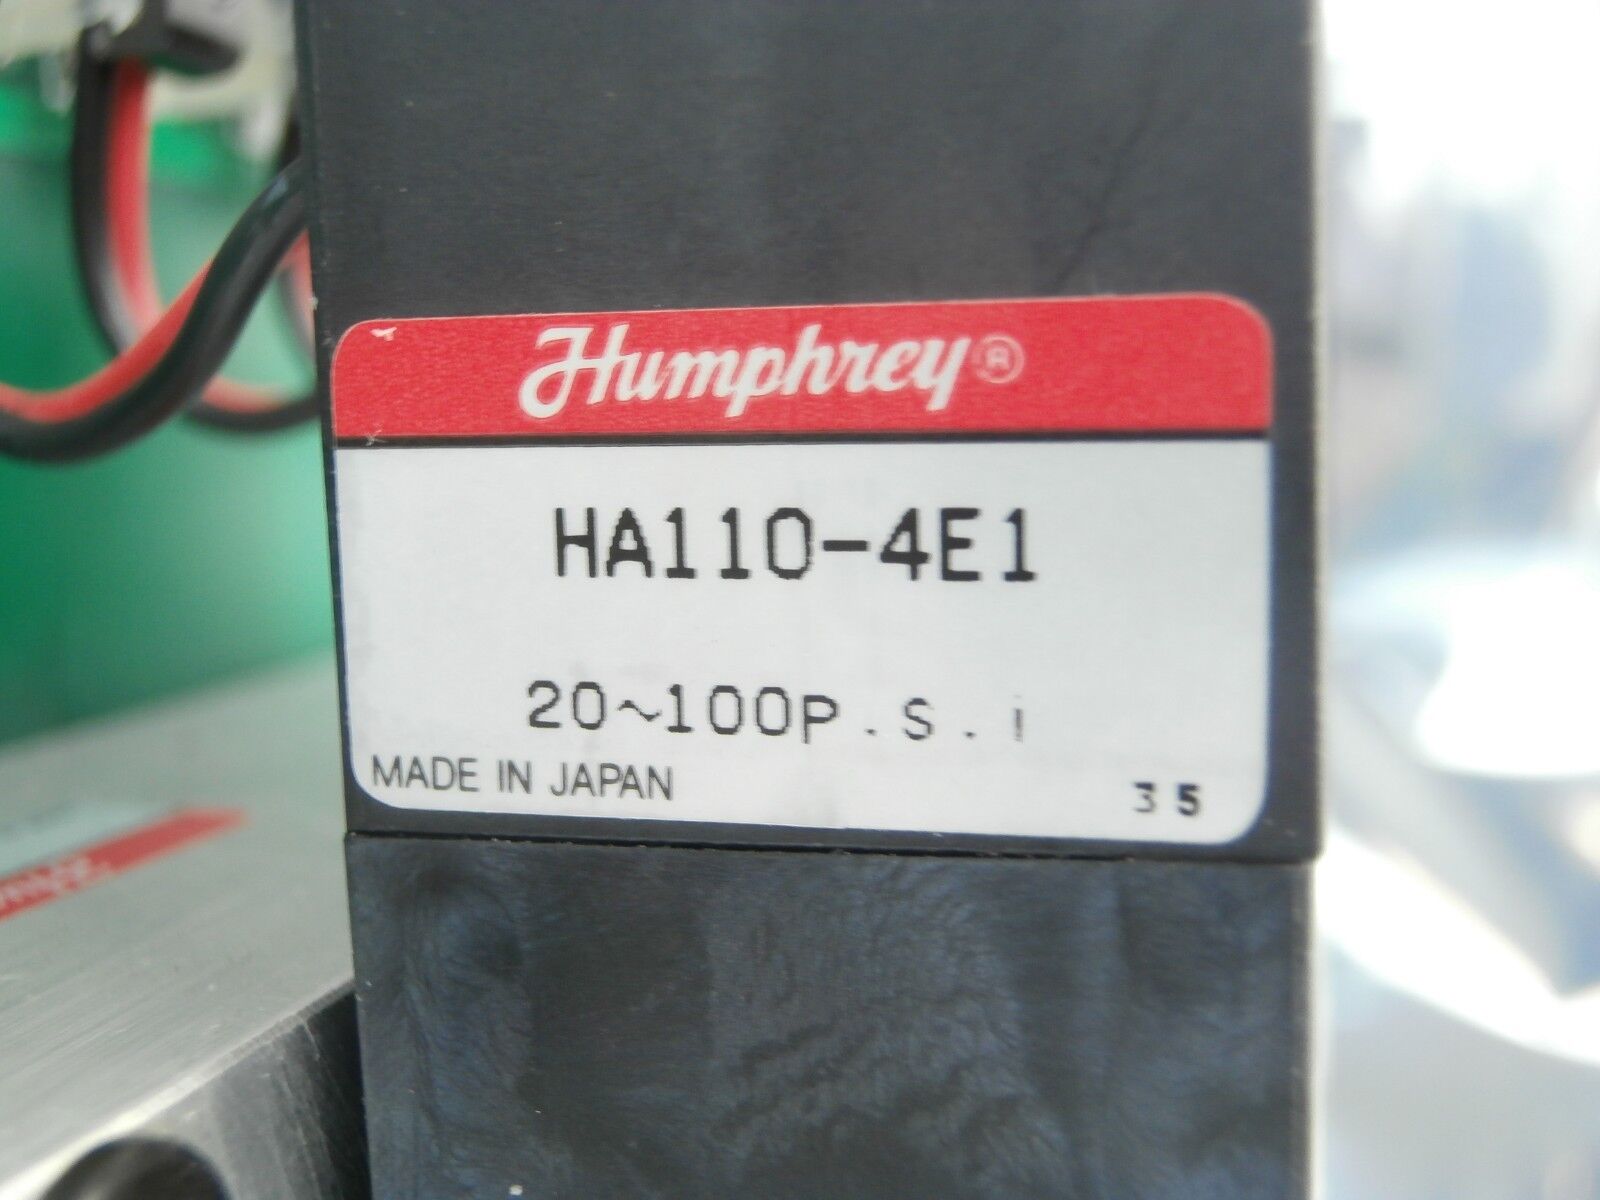 Humphrey®
HA110-4E1
20~100P.S.i
MADE IN JAPAN 35